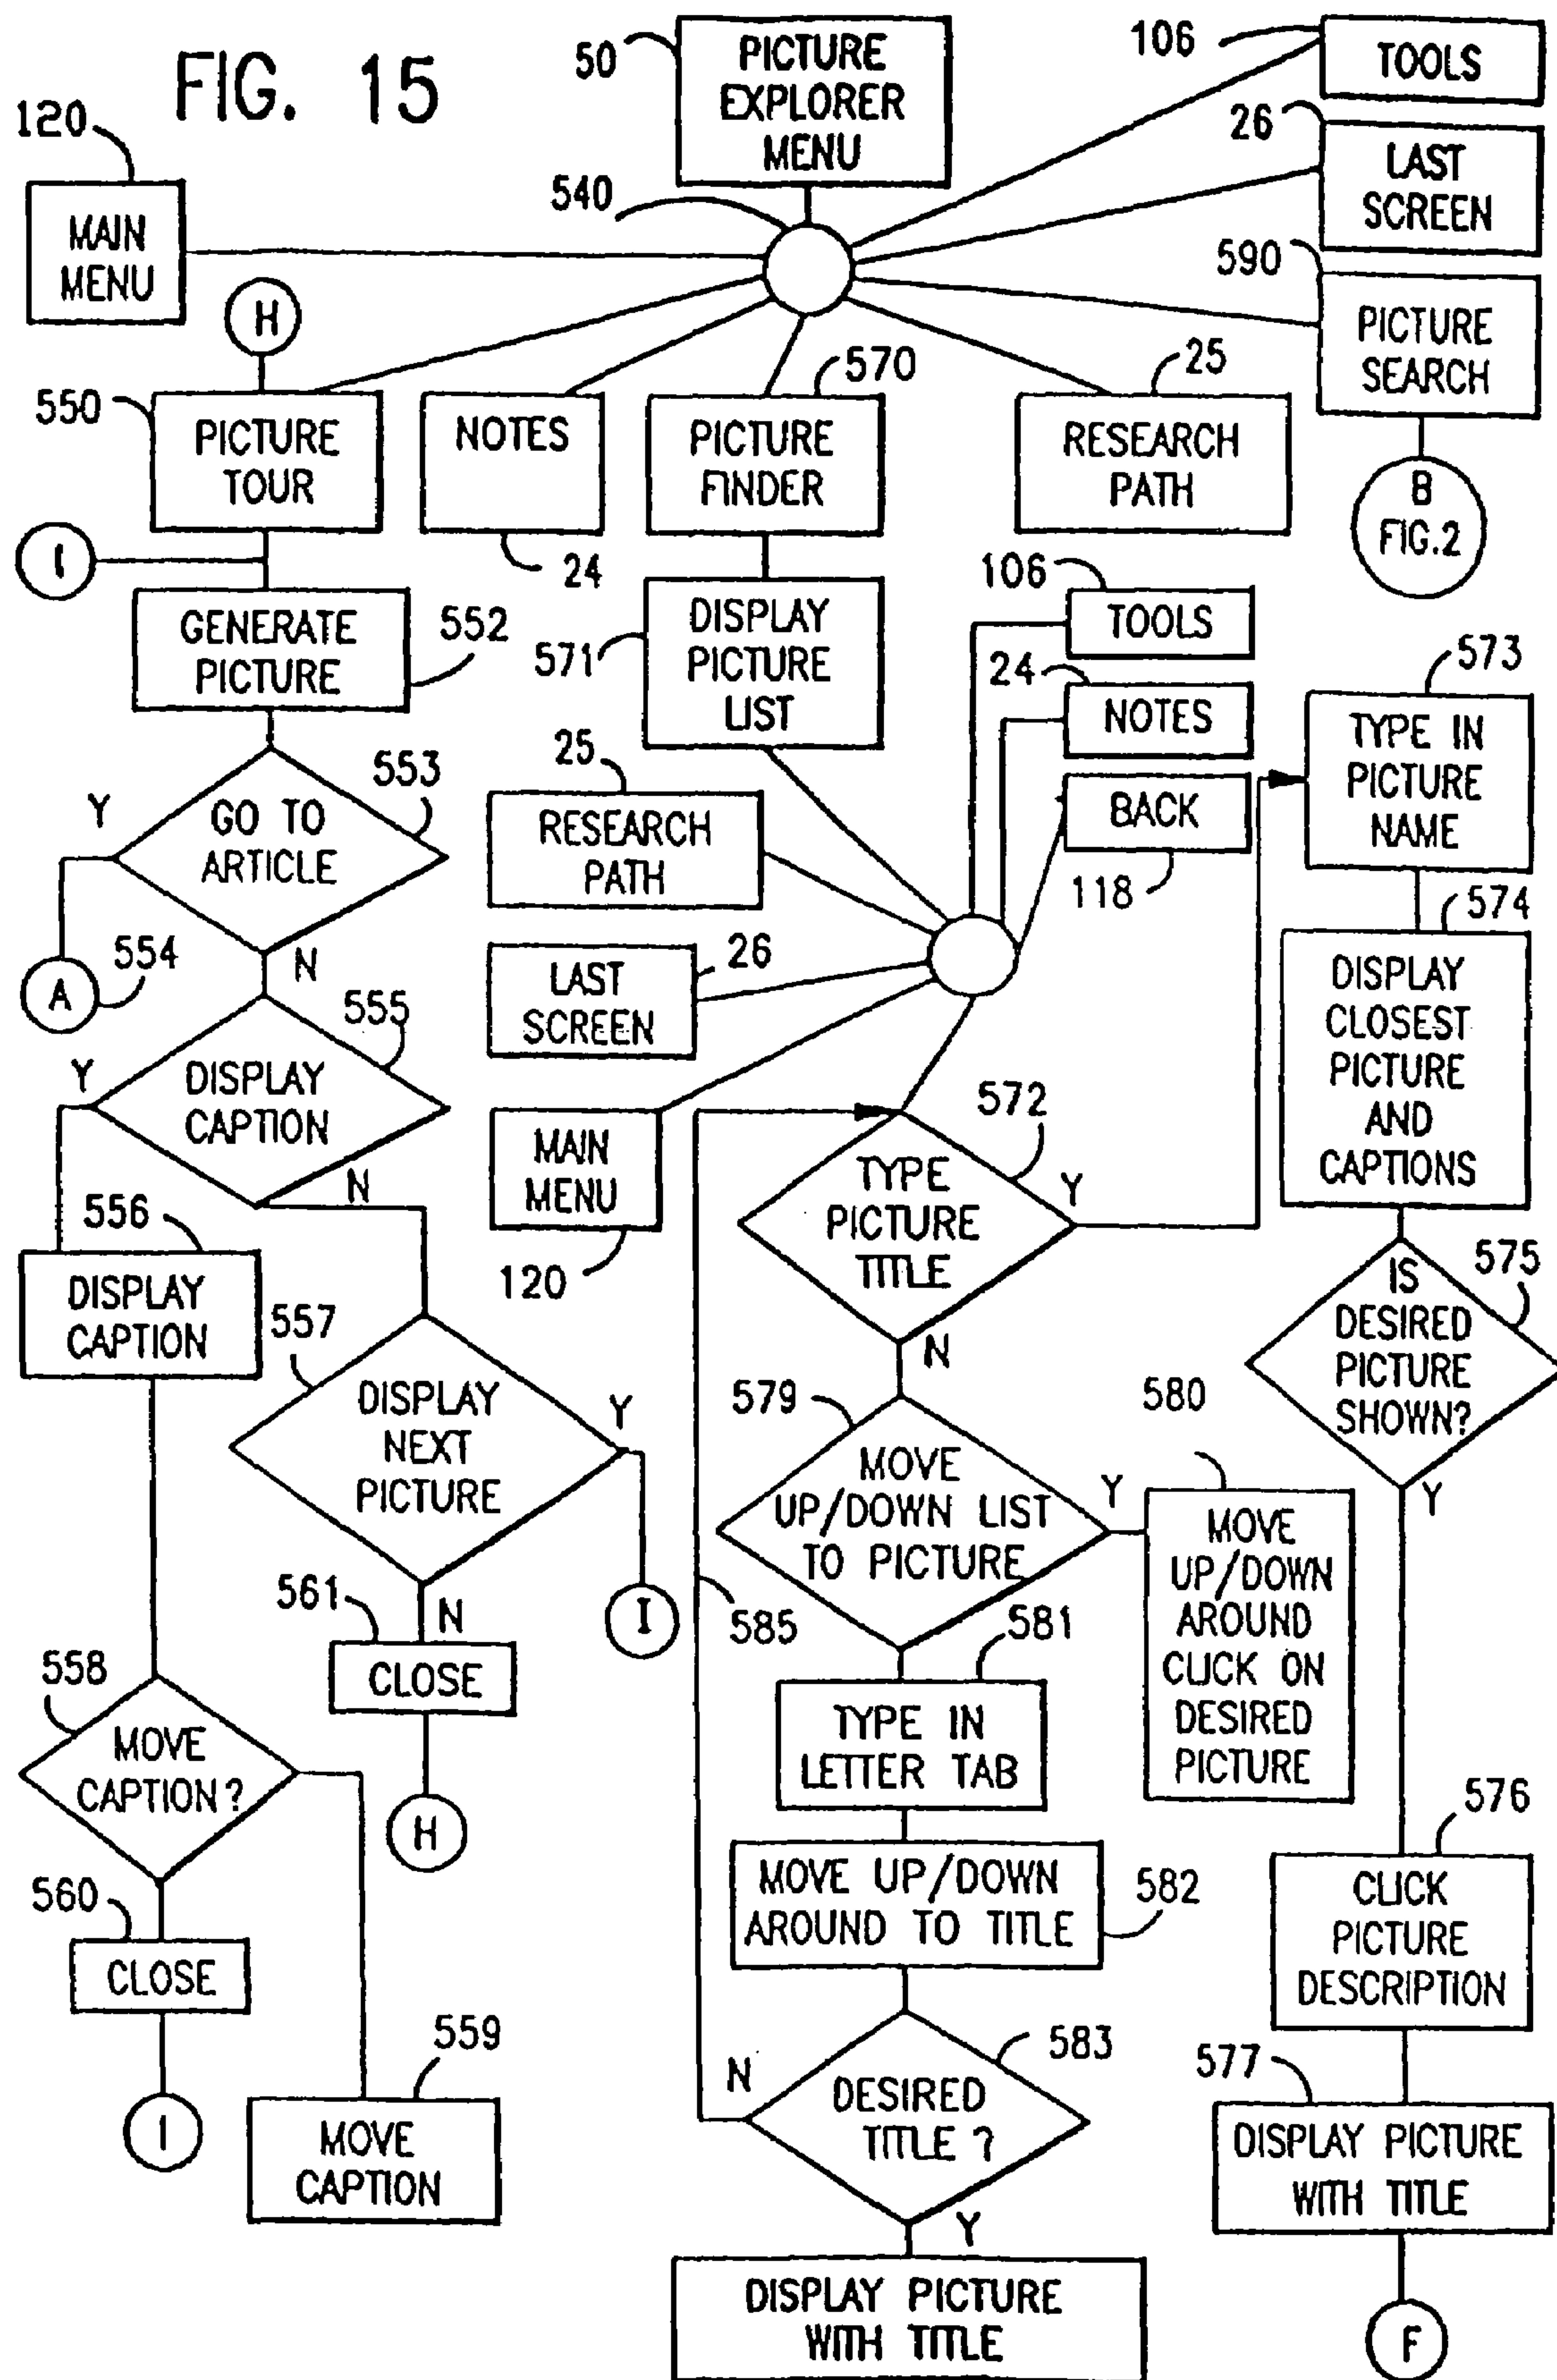 FIG. 15
50
PICTURE
EXPLORER
MENU
106
TOOLS
120
MAIN
MENU
540
26
LAST
SCREEN
590
PICTURE
SEARCH
B
FIG.2
H
550
PICTURE
TOUR
NOTES
24
570
PICTURE
FINDER
25
RESEARCH
PATH
I
GENERATE
PICTURE
552
571
DISPLAY
PICTURE
LIST
106
TOOLS
24
NOTES
BACK
118
573
TYPE IN
PICTURE
NAME
553
Y
GO TO
ARTICLE
N
A
554
25
RESEARCH
PATH
26
LAST
SCREEN
MAIN
MENU
120
574
DISPLAY
CLOSEST
PICTURE
AND
CAPTIONS
555
Y
DISPLAY
CAPTION
N
556
DISPLAY
CAPTION
557
DISPLAY
NEXT
PICTURE
Y
I
N
561
CLOSE
H
572
TYPE
PICTURE
TITLE
Y
N
575
IS
DESIRED
PICTURE
SHOWN?
Y
579
MOVE
UP/DOWN LIST
TO PICTURE
Y
580
MOVE
UP/DOWN
AROUND
CLICK ON
DESIRED
PICTURE
585
581
TYPE IN
LETTER TAB
MOVE UP/DOWN
AROUND TO TITLE
582
583
N
DESIRED
TITLE ?
Y
DISPLAY PICTURE
WITH TITLE
558
MOVE
CAPTION?
560
CLOSE
I
559
MOVE
CAPTION
576
CLICK
PICTURE
DESCRIPTION
577
DISPLAY PICTURE
WITH TITLE
F